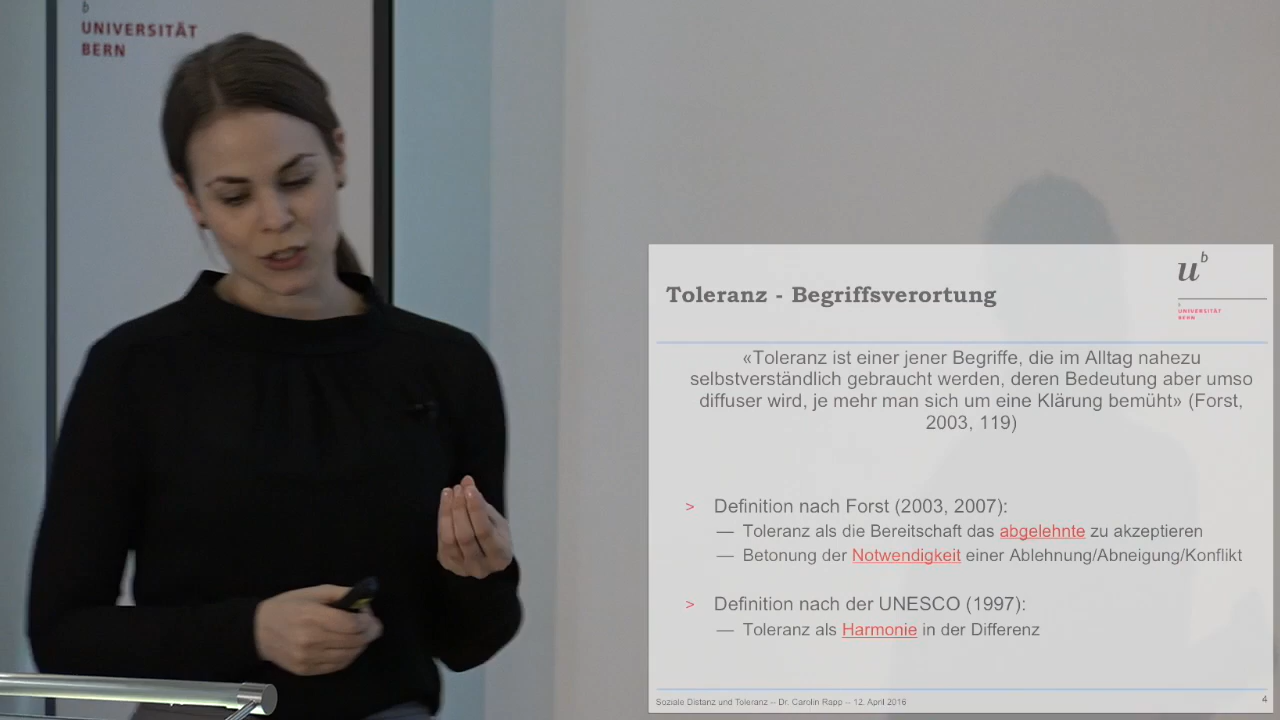 b
UNIVERSITÄT
BERN
Toleranz - Begriffsverortung
u b
b
UNIVERSITÄT
BERN
«Toleranz ist einer jener Begriffe, die im Alltag nahezu
selbstverständlich gebraucht werden, deren Bedeutung aber umso
diffuser wird, je mehr man sich um eine Klärung bemüht» (Forst,
2003, 119)
> Definition nach Forst (2003, 2007):
— Toleranz als die Bereitschaft das abgelehnte zu akzeptieren
— Betonung der Notwendigkeit einer Ablehnung/Abneigung/Konflikt
> Definition nach der UNESCO (1997):
— Toleranz als Harmonie in der Differenz
Soziale Distanz und Toleranz – Dr. Carolin Rapp – 12. April 2016
4